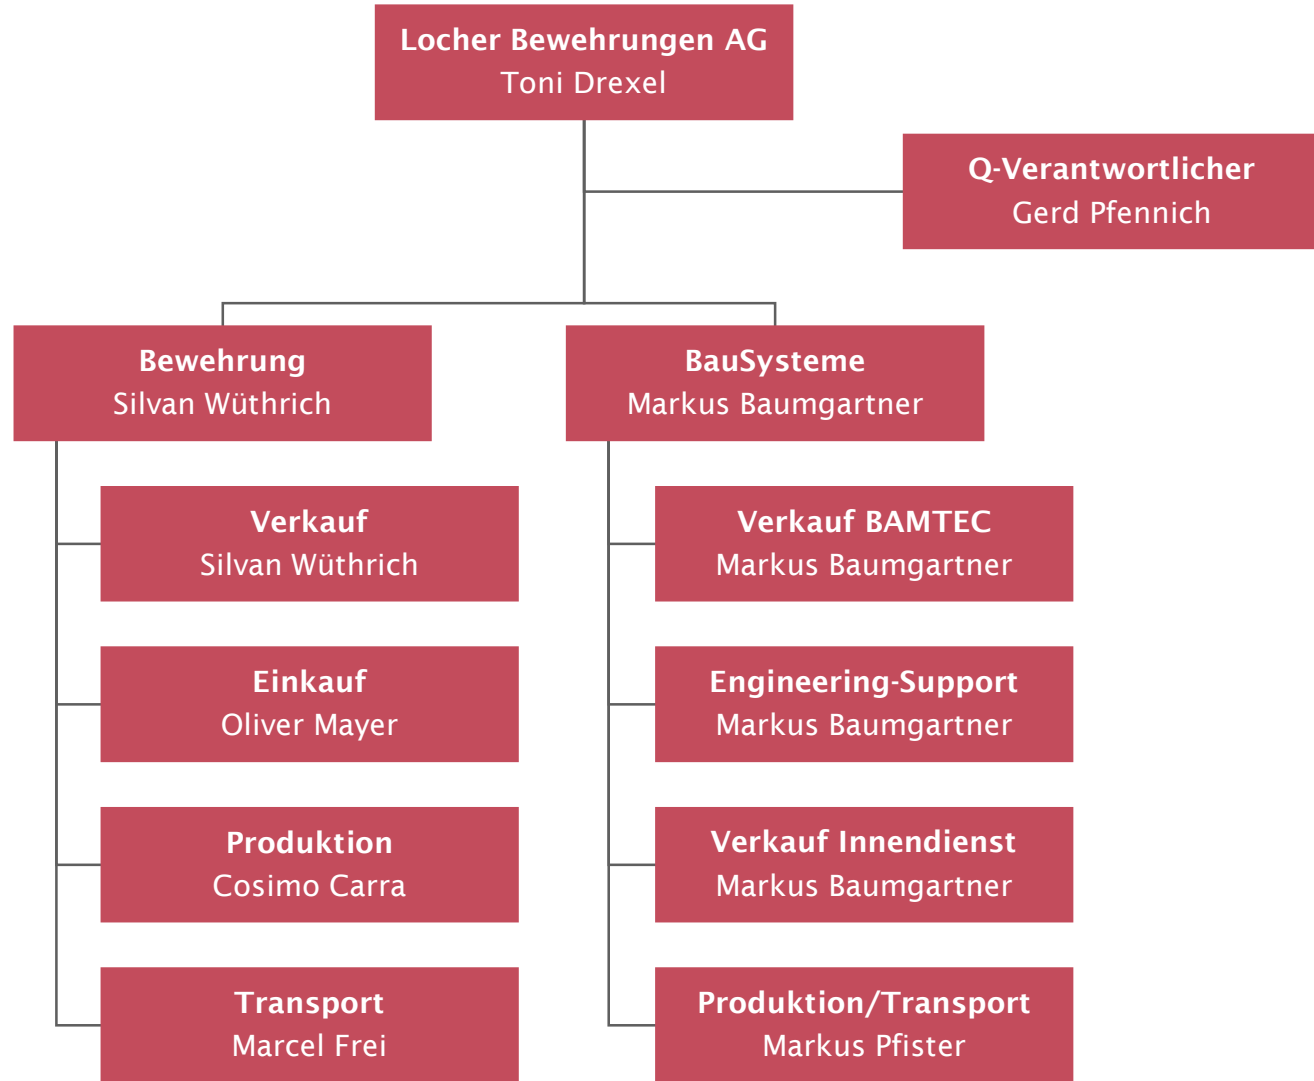 Locher Bewehrungen AG
Toni Drexel
Q-Verantwortlicher
Gerd Pfennich
Bewehrung
Silvan Wüthrich
BauSysteme
Markus Baumgartner
Verkauf
Silvan Wüthrich
Verkauf BAMTEC
Markus Baumgartner
Einkauf
Oliver Mayer
Engineering-Support
Markus Baumgartner
Produktion
Cosimo Carra
Verkauf Innendienst
Markus Baumgartner
Transport
Marcel Frei
Produktion/Transport
Markus Pfister